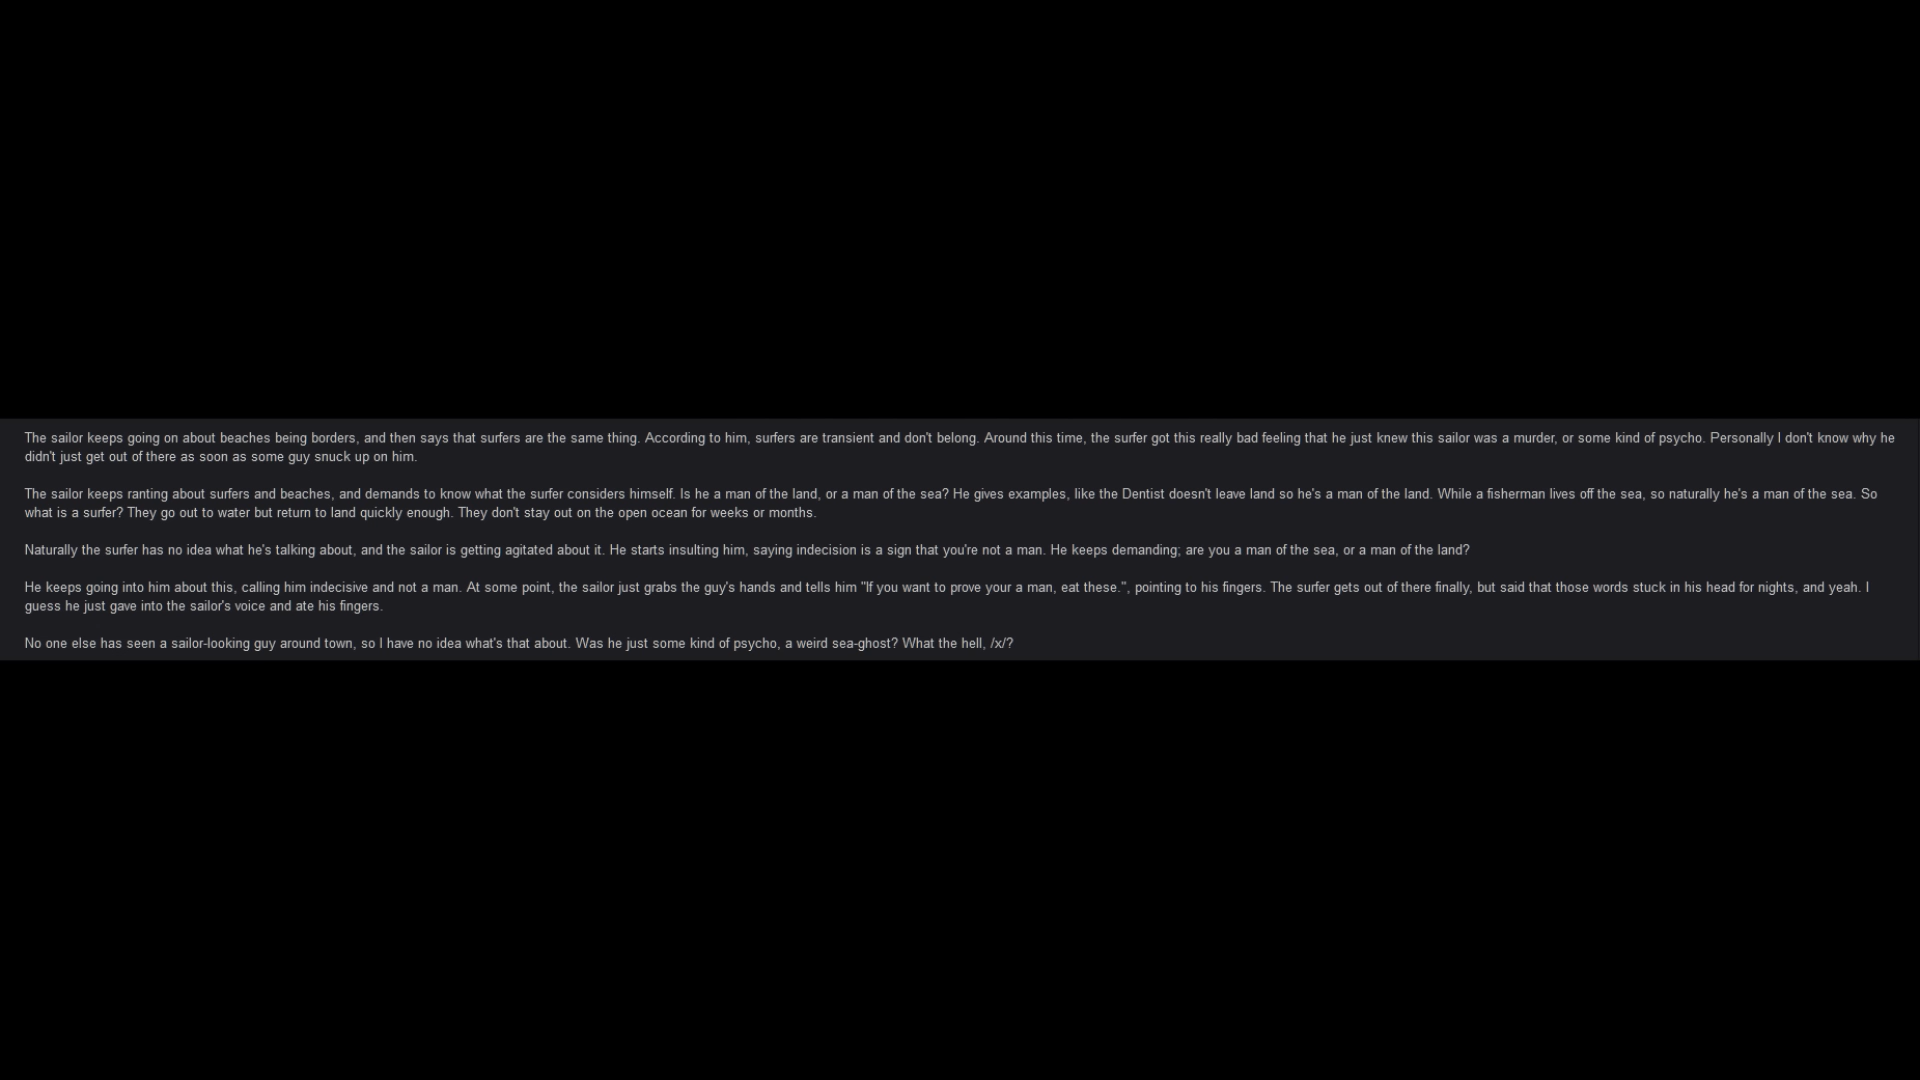 The sailor keeps going on about beaches being borders, and then says that surfers are the same thing. According to him, surfers are transient and don't belong. Around this time, the surfer got this really bad feeling that he just knew this sailor was a murder, or some kind of psycho. Personally I don't know why he
didn't just get out of there as soon as some guy snuck up on him.
The sailor keeps ranting about surfers and beaches, and demands to know what the surfer considers himself. Is he a man of the land, or a man of the sea? He gives examples, like the Dentist doesn't leave land so he's a man of the land. While a fisherman lives off the sea, so naturally he's a man of the sea. So
what is a surfer? They go out to water but return to land quickly enough. They don't stay out on the open ocean for weeks or months.
Naturally the surfer has no idea what he's talking about, and the sailor is getting agitated about it. He starts insulting him, saying indecision is a sign that you're not a man. He keeps demanding; are you a man of the sea, or a man of the land?
He keeps going into him about this, calling him indecisive and not a man. At some point, the sailor just grabs the guy's hands and tells him "If you want to prove your a man, eat these.", pointing to his fingers. The surfer gets out of there finally, but said that those words stuck in his head for nights, and yeah. I
guess he just gave into the sailor's voice and ate his fingers.
No one else has seen a sailor-looking guy around town, so I have no idea what's that about. Was he just some kind of psycho, a weird sea-ghost? What the hell, /x/?